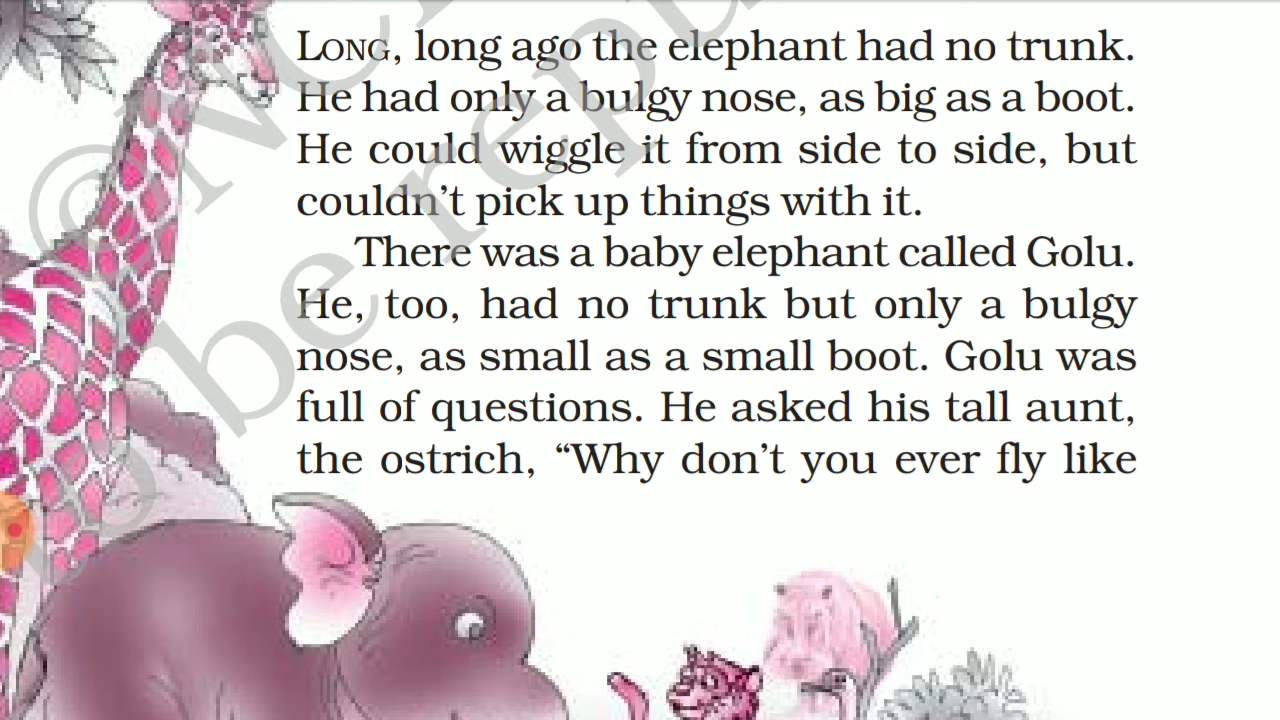 LONG, long ago the elephant had no trunk.
He had only a bulgy nose, as big as a boot.
He could wiggle it from side to side, but
couldn’t pick up things with it.
There was a baby elephant called Golu.
He, too, had no trunk but only a bulgy
nose, as small as a small boot. Golu was
full of questions. He asked his tall aunt,
the ostrich, “Why don’t you ever fly like